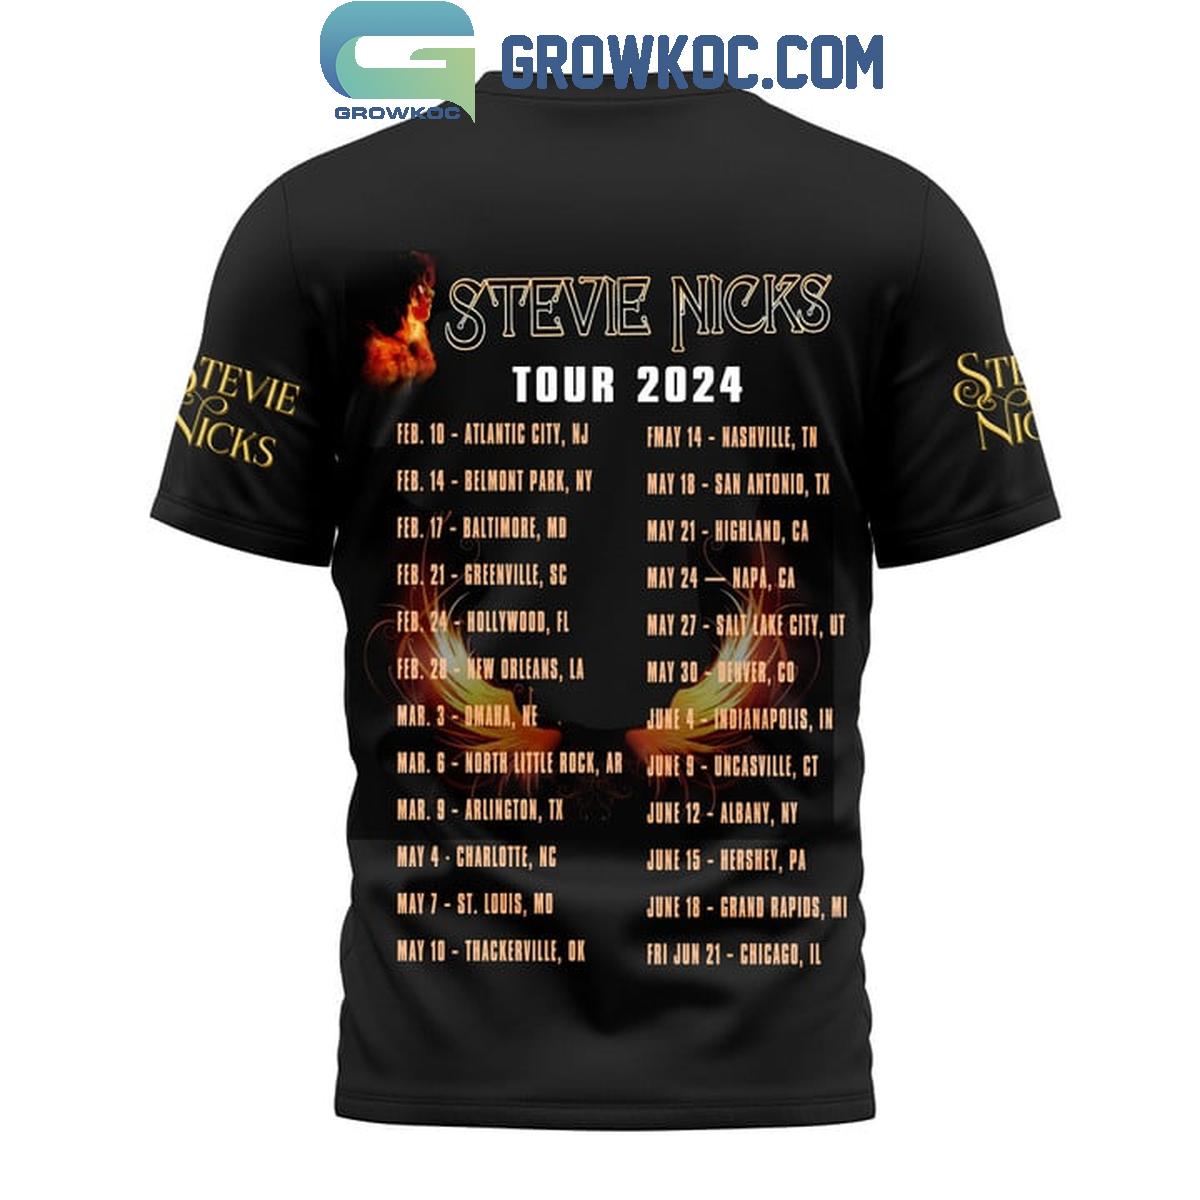 GROWKOC.COM
GROWKOC
STEVIE NICKS
TOUR 2024
STEVIE
NICKS
FEB. 10 - ATLANTIC CITY, NJ
FEB. 14 - BELMONT PARK, NY
FEB. 17 - BALTIMORE, MD
FEB. 21 - GREENVILLE, SC
FEB. 24 - HOLLYWOOD, FL
FEB. 28 - NEW ORLEANS, LA
MAR. 3 - OMAHA, NE
MAR. 6 - NORTH LITTLE ROCK, AR
MAR. 9 - ARLINGTON, TX
MAY 4 - CHARLOTTE, NC
MAY 7 - ST. LOUIS, MO
MAY 10 - THACKERVILLE, OK
FMAY 14 - NASHVILLE, TN
MAY 18 - SAN ANTONIO, TX
MAY 21 - HIGHLAND, CA
MAY 24 — NAPA, CA
MAY 27 - SALT LAKE CITY, UT
MAY 30 - DENVER, CO
JUNE 4 - INDIANAPOLIS, IN
JUNE 9 - UNCASVILLE, CT
JUNE 12 - ALBANY, NY
JUNE 15 - HERSHEY, PA
JUNE 18 - GRAND RAPIDS, MI
FRI JUN 21 - CHICAGO, IL